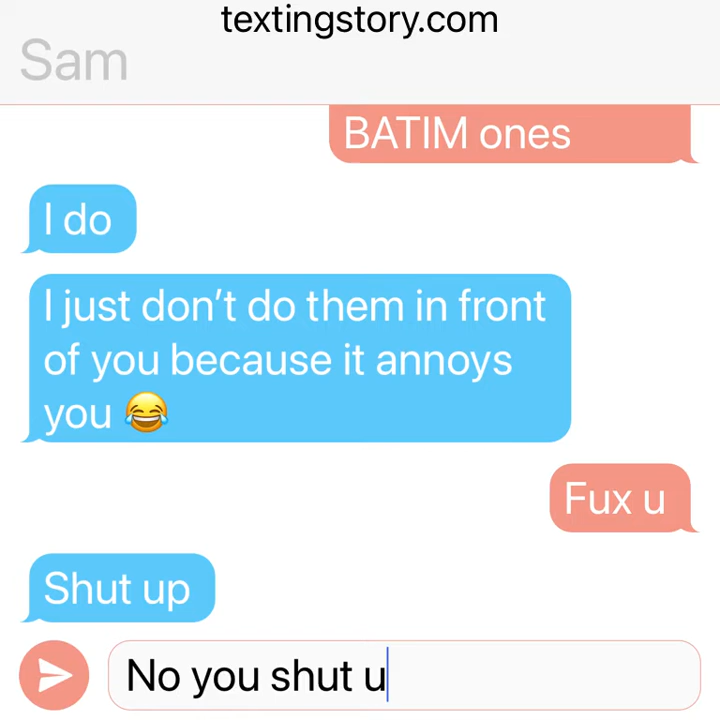 textingstory.com
Sam
BATIM ones
I do
I just don’t do them in front
of you because it annoys
you 😂
Fux u
Shut up
No you shut u